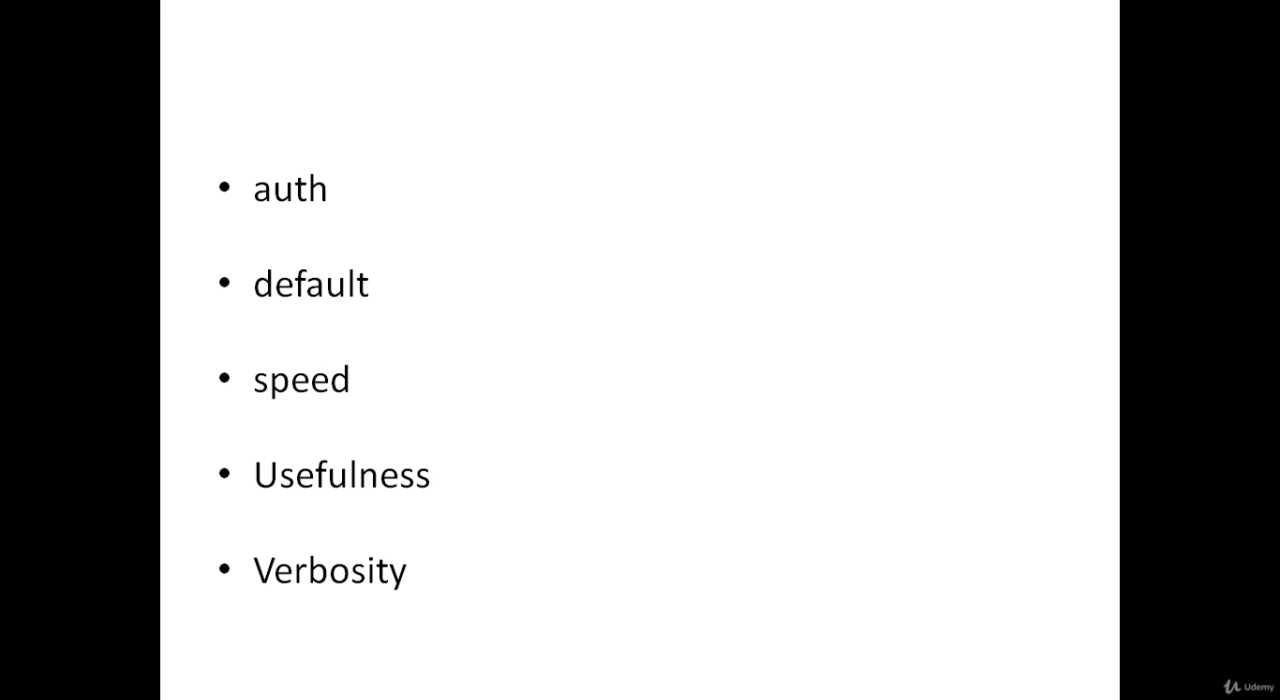 • auth
• default
• speed
• Usefulness
• Verbosity
Udemy